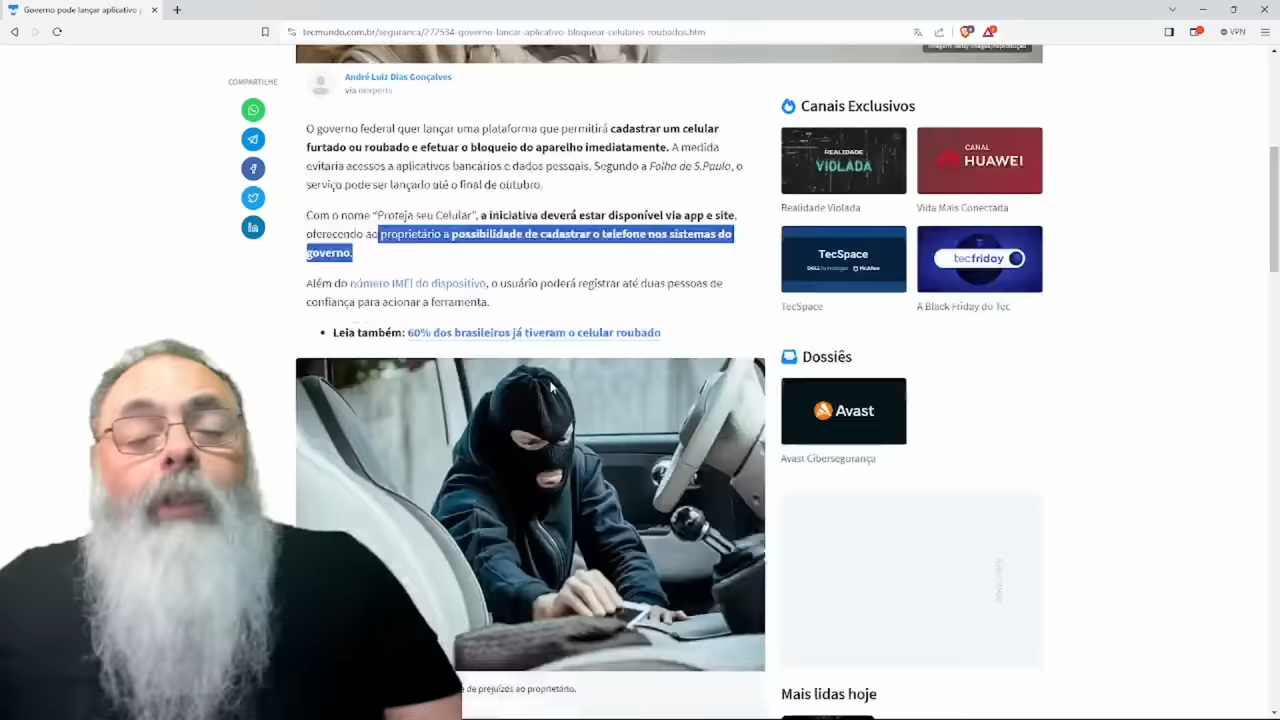 Governo pode lançar aplicativo
tecmundo.com.br/seguranca/272534-governo-lancar-aplicativo-bloquear-celulares-roubados.htm
VPN
COMPARTILHE
André Luiz Dias Gonçalves
via nexperts
O governo federal quer lançar uma plataforma que permitirá cadastrar um celular
furtado ou roubado e efetuar o bloqueio do aparelho imediatamente. A medida
evitaria acessos a aplicativos bancários e dados pessoais. Segundo a Folha de S.Paulo, o
serviço pode ser lançado até o final de outubro.
Com o nome “Proteja seu Celular”, a iniciativa deverá estar disponível via app e site,
oferecendo ao proprietário a possibilidade de cadastrar o telefone nos sistemas do
governo.
Além do número IMEI do dispositivo, o usuário poderá registrar até duas pessoas de
confiança para acionar a ferramenta.
• Leia também: 60% dos brasileiros já tiveram o celular roubado
de prejuízos ao proprietário.
Canais Exclusivos
REALIDADE
VIOLADA
CANAL
HUAWEI
Realidade Violada
Vida Mais Conectada
TecSpace
DELL Technologies
McAfee
tecfriday
TecSpace
A Black Friday do Tec
Dossiês
Avast
Avast Cibersegurança
Mais lidas hoje